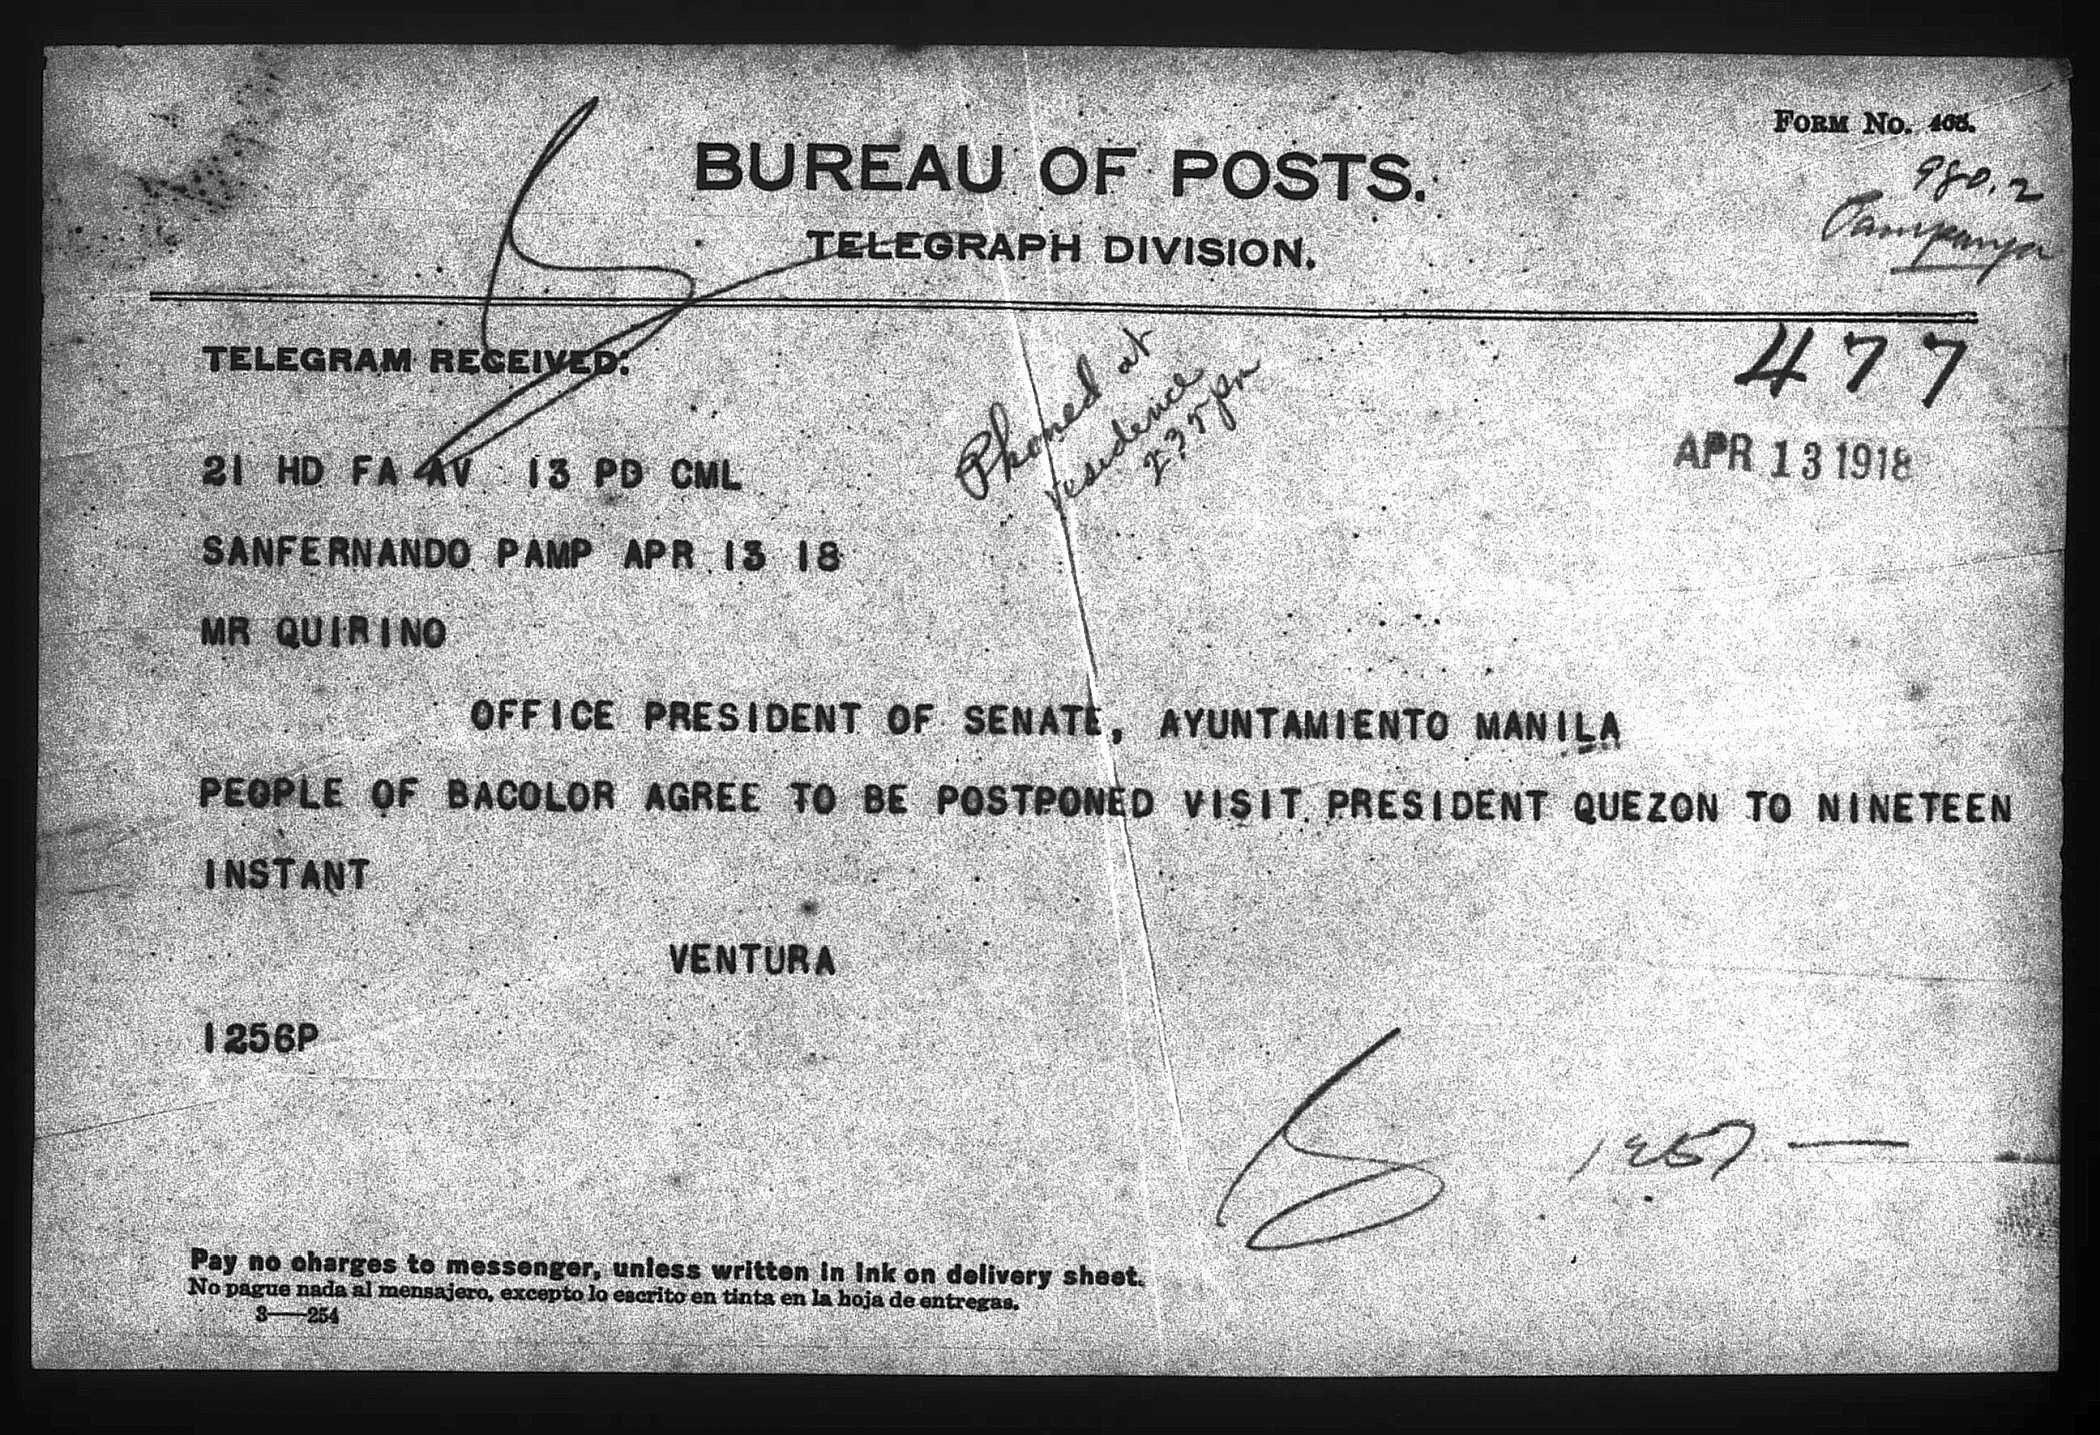 FORM No. 468.
980.2
Pampanga
BUREAU OF POSTS.
TELEGRAPH DIVISION.
TELEGRAM RECEIVED:
477
Phoned at
residence
235 pm
APR 13 1918
21 HD FA AV 13 PD CML
SANFERNANDO PAMP APR 13 18
MR QUIRINO
OFFICE PRESIDENT OF SENATE, AYUNTAMIENTO MANILA
PEOPLE OF BACOLOR AGREE TO BE POSTPONED VISIT PRESIDENT QUEZON TO NINETEEN
INSTANT
VENTURA
1256P
1257 —
Pay no charges to messenger, unless written in ink on delivery sheet.
No pague nada al mensajero, excepto lo escrito en tinta en la hoja de entregas.
3—254